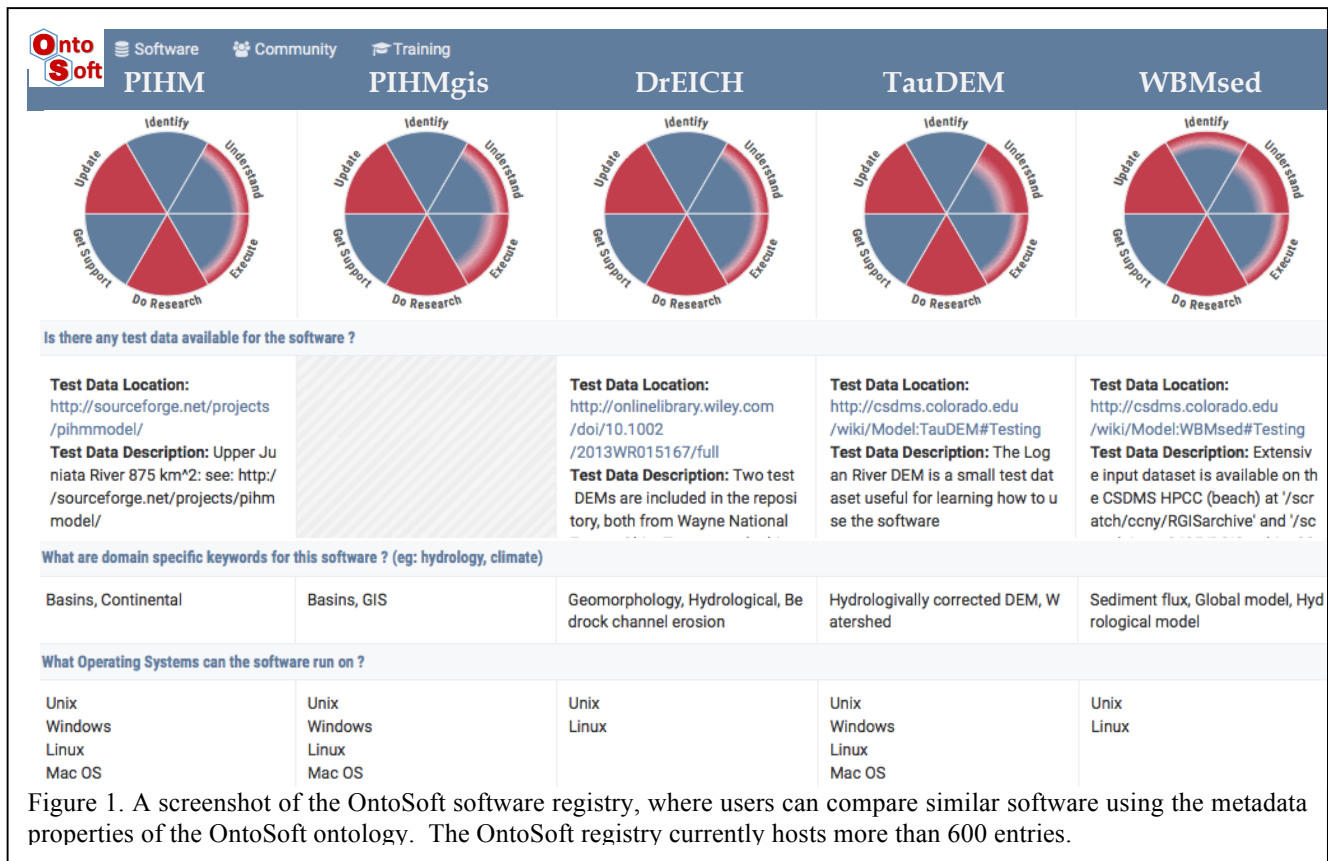 Onto Soft
Software Community Training
PIHM PIHMgis DrEICH TauDEM WBMsed
Identify Understand Execute Do Research Get Support Update
Identify Understand Execute Do Research Get Support Update
Identify Understand Execute Do Research Get Support Update
Identify Understand Execute Do Research Get Support Update
Identify Understand Execute Do Research Get Support Update
Is there any test data available for the software ?
Test Data Location:
http://sourceforge.net/projects
/pihmmodel/
Test Data Description: Upper Ju
niata River 875 km^2: see: http:/
/sourceforge.net/projects/pihm
model/
Test Data Location:
http://onlinelibrary.wiley.com
/doi/10.1002
/2013WR015167/full
Test Data Description: Two test
DEMs are included in the reposi
tory, both from Wayne National
Test Data Location:
http://csdms.colorado.edu
/wiki/Model:TauDEM#Testing
Test Data Description: The Log
an River DEM is a small test dat
aset useful for learning how to u
se the software
Test Data Location:
http://csdms.colorado.edu
/wiki/Model:WBMsed#Testing
Test Data Description: Extensiv
e input dataset is available on th
e CSDMS HPCC (beach) at '/scr
atch/ccny/RGISarchive' and '/sc
What are domain specific keywords for this software ? (eg: hydrology, climate)
Basins, Continental
Basins, GIS
Geomorphology, Hydrological, Be
drock channel erosion
Hydrologivally corrected DEM, W
atershed
Sediment flux, Global model, Hyd
rological model
What Operating Systems can the software run on ?
Unix
Windows
Linux
Mac OS
Unix
Windows
Linux
Mac OS
Unix
Linux
Unix
Windows
Linux
Mac OS
Unix
Linux
Figure 1. A screenshot of the OntoSoft software registry, where users can compare similar software using the metadata
properties of the OntoSoft ontology. The OntoSoft registry currently hosts more than 600 entries.